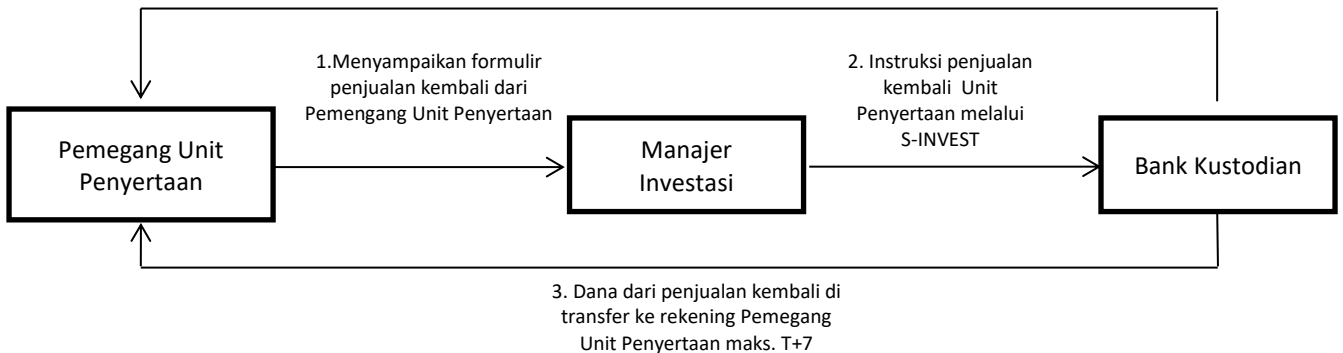 1.Menyampaikan formulir
penjualan kembali dari
Pemengang Unit Penyertaan
2. Instruksi penjualan
kembali Unit
Penyertaan melalui
S-INVEST
Pemegang Unit
Penyertaan
Manajer
Investasi
Bank Kustodian
3. Dana dari penjualan kembali di
transfer ke rekening Pemegang
Unit Penyertaan maks. T+7